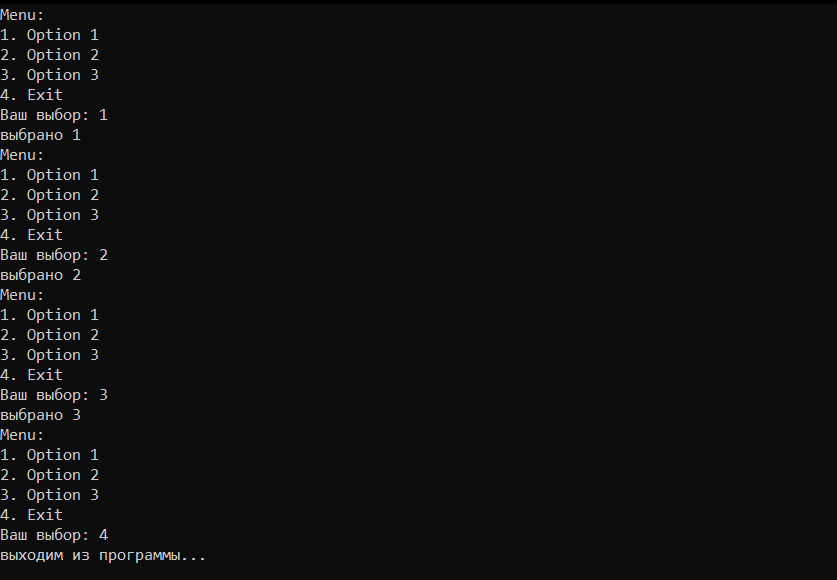 Menu:
1. Option 1
2. Option 2
3. Option 3
4. Exit
Ваш выбор: 1
выбрано 1
Menu:
1. Option 1
2. Option 2
3. Option 3
4. Exit
Ваш выбор: 2
выбрано 2
Menu:
1. Option 1
2. Option 2
3. Option 3
4. Exit
Ваш выбор: 3
выбрано 3
Menu:
1. Option 1
2. Option 2
3. Option 3
4. Exit
Ваш выбор: 4
выходим из программы...